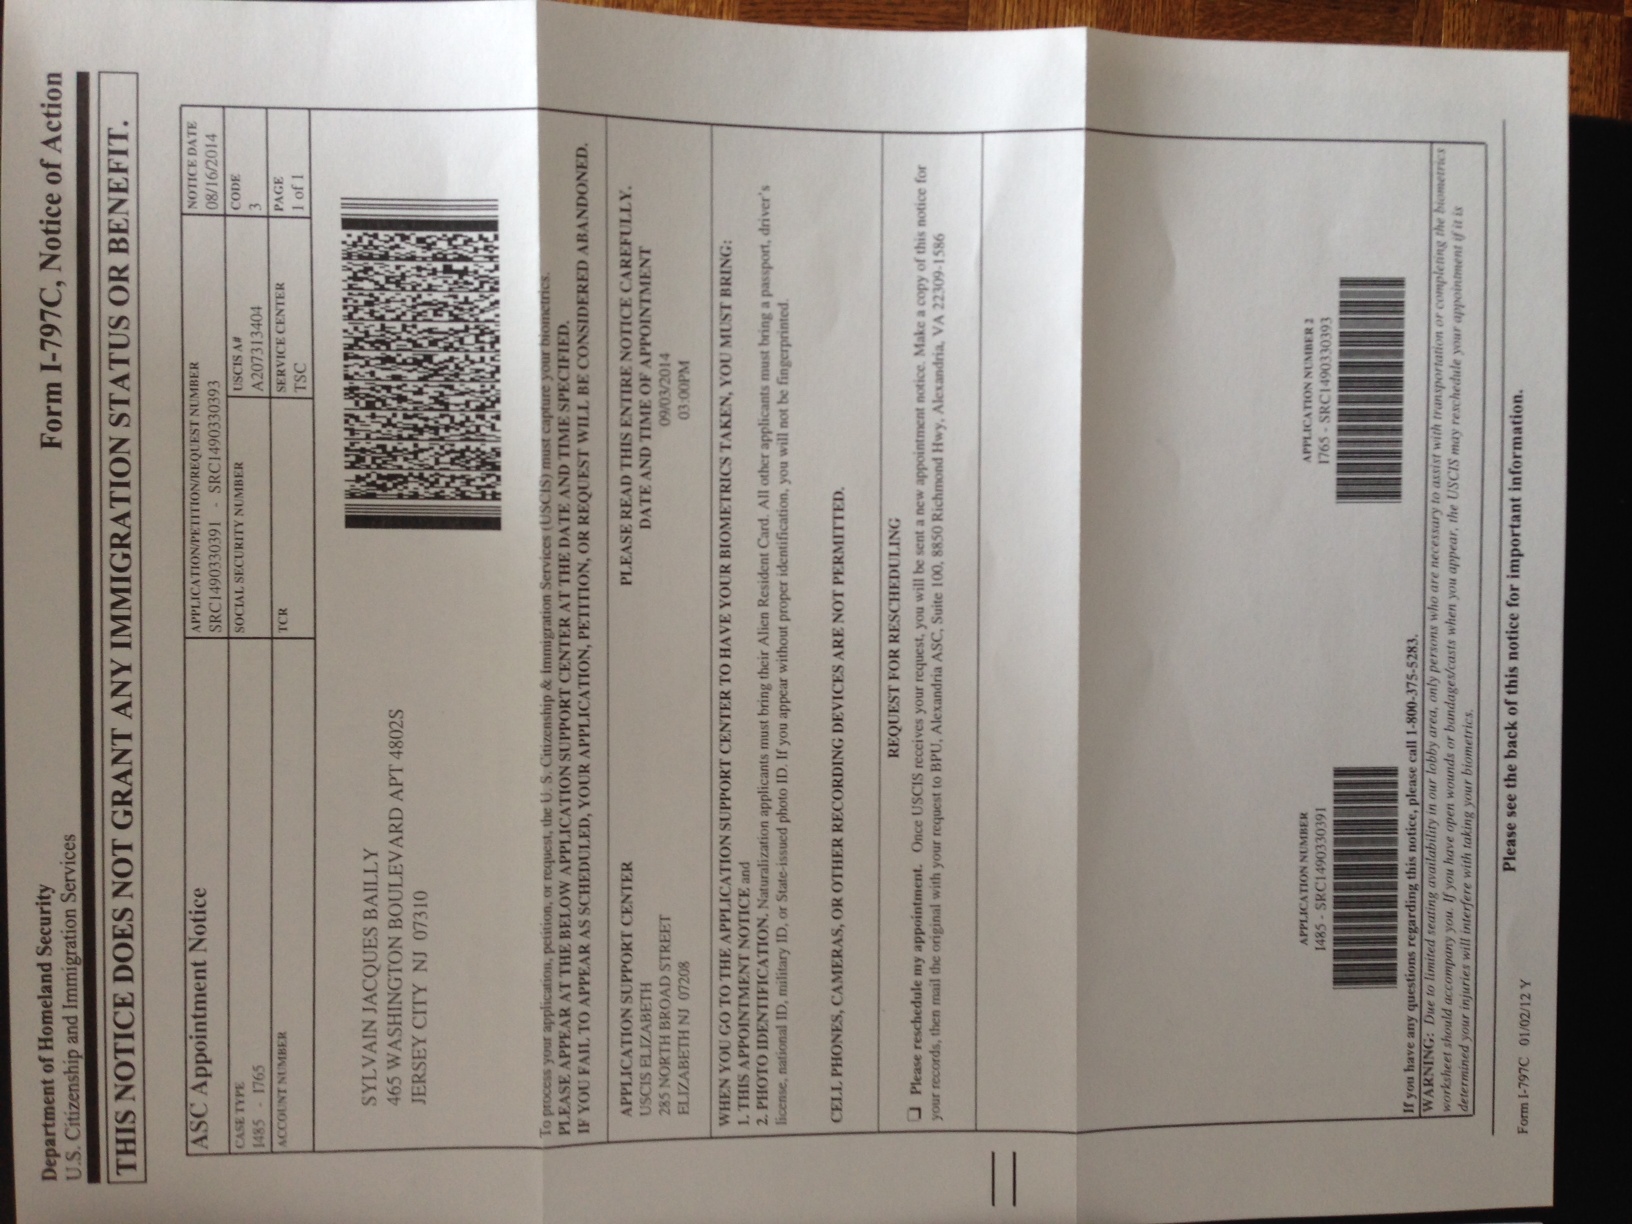 Department of Homeland Security
U.S. Citizenship and Immigration Services
Form I-797C, Notice of Action
THIS NOTICE DOES NOT GRANT ANY IMMIGRATION STATUS OR BENEFIT.
ASC Appointment Notice
APPLICATION/PETITION/REQUEST NUMBER
SRC1490330391 - SRC1490330393
NOTICE DATE
08/16/2014
CASE TYPE
I485 - I765
SOCIAL SECURITY NUMBER
USCIS A#
A207313404
CODE
3
ACCOUNT NUMBER
TCR
SERVICE CENTER
TSC
PAGE
1 of 1
SYLVAIN JACQUES BAILLY
465 WASHINGTON BOULEVARD APT 4802S
JERSEY CITY NJ 07310
To process your application, petition, or request, the U. S. Citizenship & Immigration Services (USCIS) must capture your biometrics.
PLEASE APPEAR AT THE BELOW APPLICATION SUPPORT CENTER AT THE DATE AND TIME SPECIFIED.
IF YOU FAIL TO APPEAR AS SCHEDULED, YOUR APPLICATION, PETITION, OR REQUEST WILL BE CONSIDERED ABANDONED.
APPLICATION SUPPORT CENTER
USCIS ELIZABETH
285 NORTH BROAD STREET
ELIZABETH NJ 07208
PLEASE READ THIS ENTIRE NOTICE CAREFULLY.
DATE AND TIME OF APPOINTMENT
09/03/2014
03:00PM
WHEN YOU GO TO THE APPLICATION SUPPORT CENTER TO HAVE YOUR BIOMETRICS TAKEN, YOU MUST BRING:
1. THIS APPOINTMENT NOTICE and
2. PHOTO IDENTIFICATION. Naturalization applicants must bring their Alien Resident Card. All other applicants must bring a passport, driver's
license, national ID, military ID, or State-issued photo ID. If you appear without proper identification, you will not be fingerprinted.
CELL PHONES, CAMERAS, OR OTHER RECORDING DEVICES ARE NOT PERMITTED.
REQUEST FOR RESCHEDULING
❏ Please reschedule my appointment. Once USCIS receives your request, you will be sent a new appointment notice. Make a copy of this notice for
your records, then mail the original with your request to BPU, Alexandria ASC, Suite 100, 8850 Richmond Hwy, Alexandria, VA 22309-1586
APPLICATION NUMBER
I485 - SRC1490330391
APPLICATION NUMBER 2
I765 - SRC1490330393
If you have any questions regarding this notice, please call 1-800-375-5283.
WARNING: Due to limited seating availability in our lobby area, only persons who are necessary to assist with transportation or completing the biometrics
worksheet should accompany you. If you have open wounds or bandages/casts when you appear, the USCIS may reschedule your appointment if it is
determined your injuries will interfere with taking your biometrics.
Please see the back of this notice for important information.
Form I-797C 01/02/12 Y